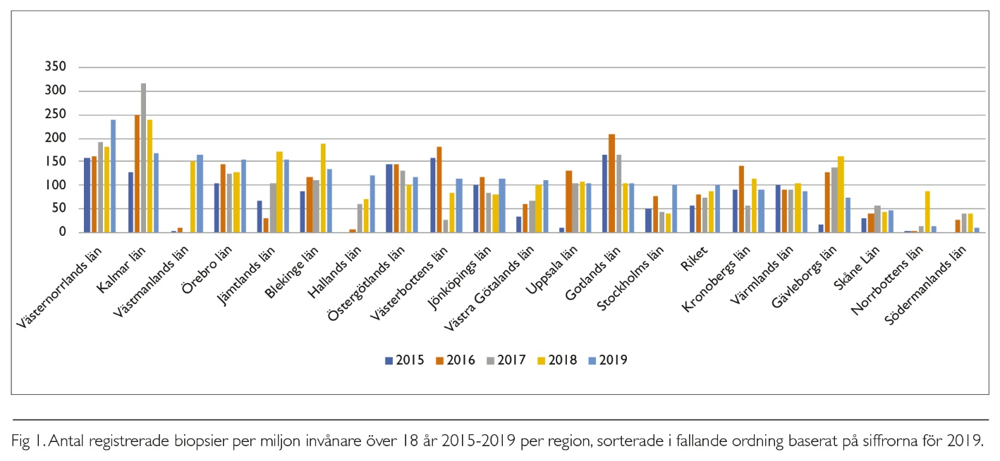 350
300
250
200
150
100
50
0
Västernorrlands län
Kalmar län
Västmanlands län
Örebro län
Jämtlands län
Blekinge län
Hallands län
Östergötlands län
Västerbottens län
Jönköpings län
Västra Götalands län
Uppsala län
Gotlands län
Stockholms län
Riket
Kronobergs län
Värmlands län
Gävleborgs län
Skåne Län
Norrbottens län
Södermanlands län
2015 2016 2017 2018 2019
Fig 1. Antal registrerade biopsier per miljon invånare över 18 år 2015-2019 per region, sorterade i fallande ordning baserat på siffrorna för 2019.